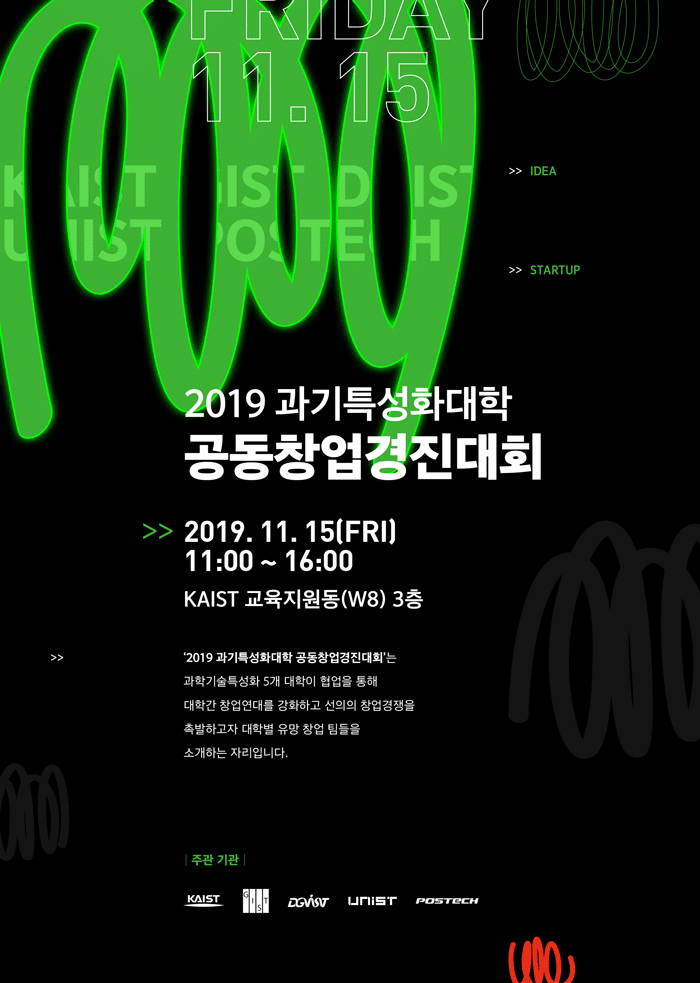 FRIDAY
11. 15
KAIST GIST DGIST
UNIST POSTECH
>> IDEA
>> STARTUP
2019 과기특성화대학
공동창업경진대회
>> 2019. 11. 15(FRI)
11:00 ~ 16:00
KAIST 교육지원동(W8) 3층
>> '2019 과기특성화대학 공동창업경진대회'는
과학기술특성화 5개 대학이 협업을 통해
대학간 창업연대를 강화하고 선의의 창업경쟁을
촉발하고자 대학별 유망 창업 팀들을
소개하는 자리입니다.
| 주관 기관 |
KAIST GIST DGIST UNIST POSTECH